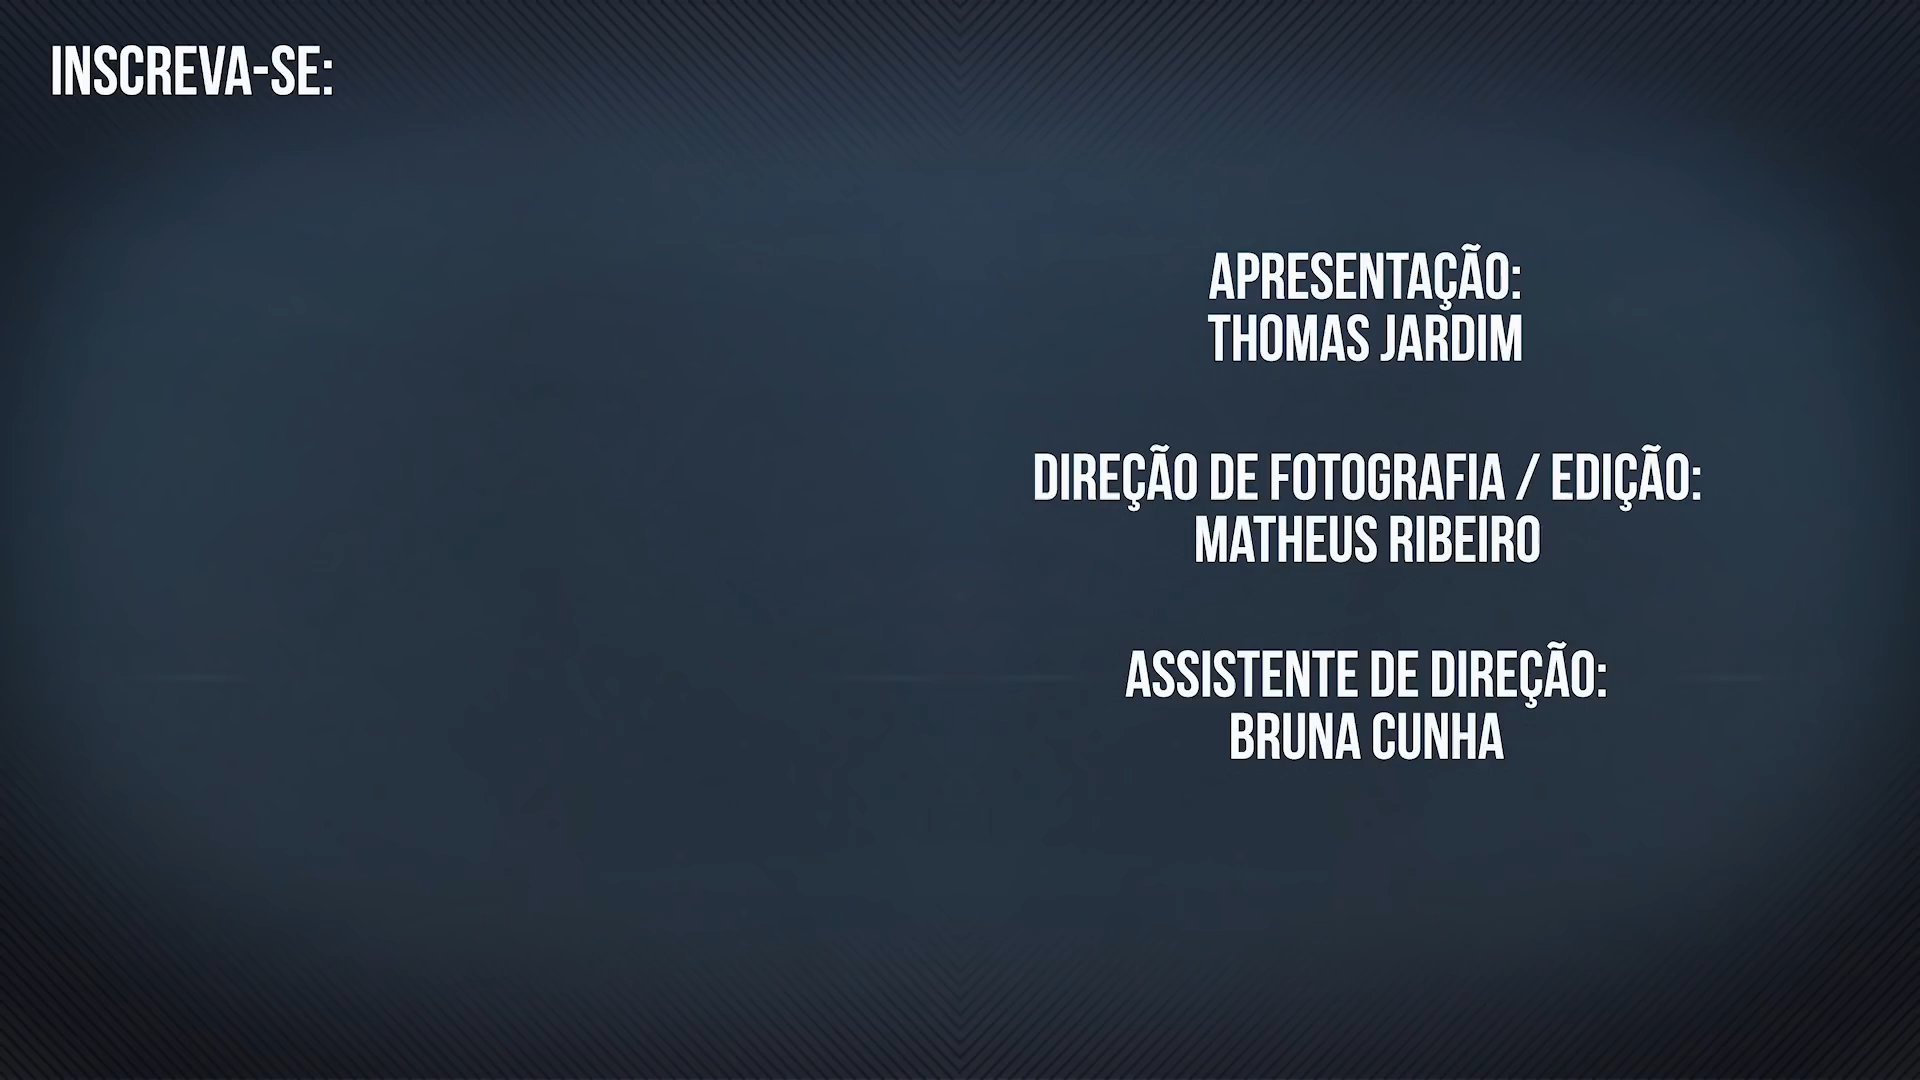 INSCREVA-SE:
APRESENTAÇÃO:
THOMAS JARDIM
DIREÇÃO DE FOTOGRAFIA / EDIÇÃO:
MATHEUS RIBEIRO
ASSISTENTE DE DIREÇÃO:
BRUNA CUNHA